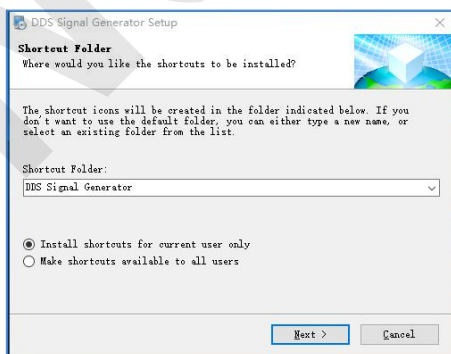 DDS Signal Generator Setup
Shortcut Folder
Where would you like the shortcuts to be installed?
The shortcut icons will be created in the folder indicated below. If you
don't want to use the default folder, you can either type a new name, or
select an existing folder from the list.
Shortcut Folder:
DDS Signal Generator
Install shortcuts for current user only
Make shortcuts available to all users
Next >
Cancel